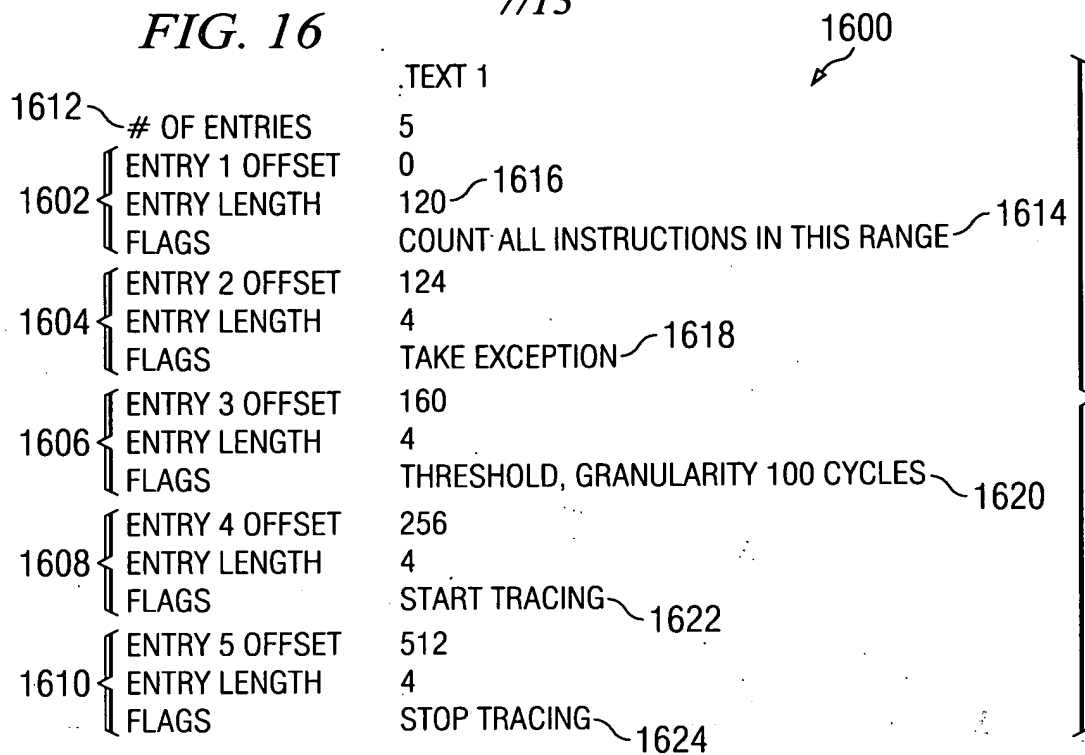 7/15
FIG. 16
1600
.TEXT 1
1612
# OF ENTRIES 5
ENTRY 1 OFFSET 0
1602 ENTRY LENGTH 120 1616
FLAGS COUNT ALL INSTRUCTIONS IN THIS RANGE 1614
ENTRY 2 OFFSET 124
1604 ENTRY LENGTH 4
FLAGS TAKE EXCEPTION 1618
ENTRY 3 OFFSET 160
1606 ENTRY LENGTH 4
FLAGS THRESHOLD, GRANULARITY 100 CYCLES 1620
ENTRY 4 OFFSET 256
1608 ENTRY LENGTH 4
FLAGS START TRACING 1622
ENTRY 5 OFFSET 512
1610 ENTRY LENGTH 4
FLAGS STOP TRACING 1624